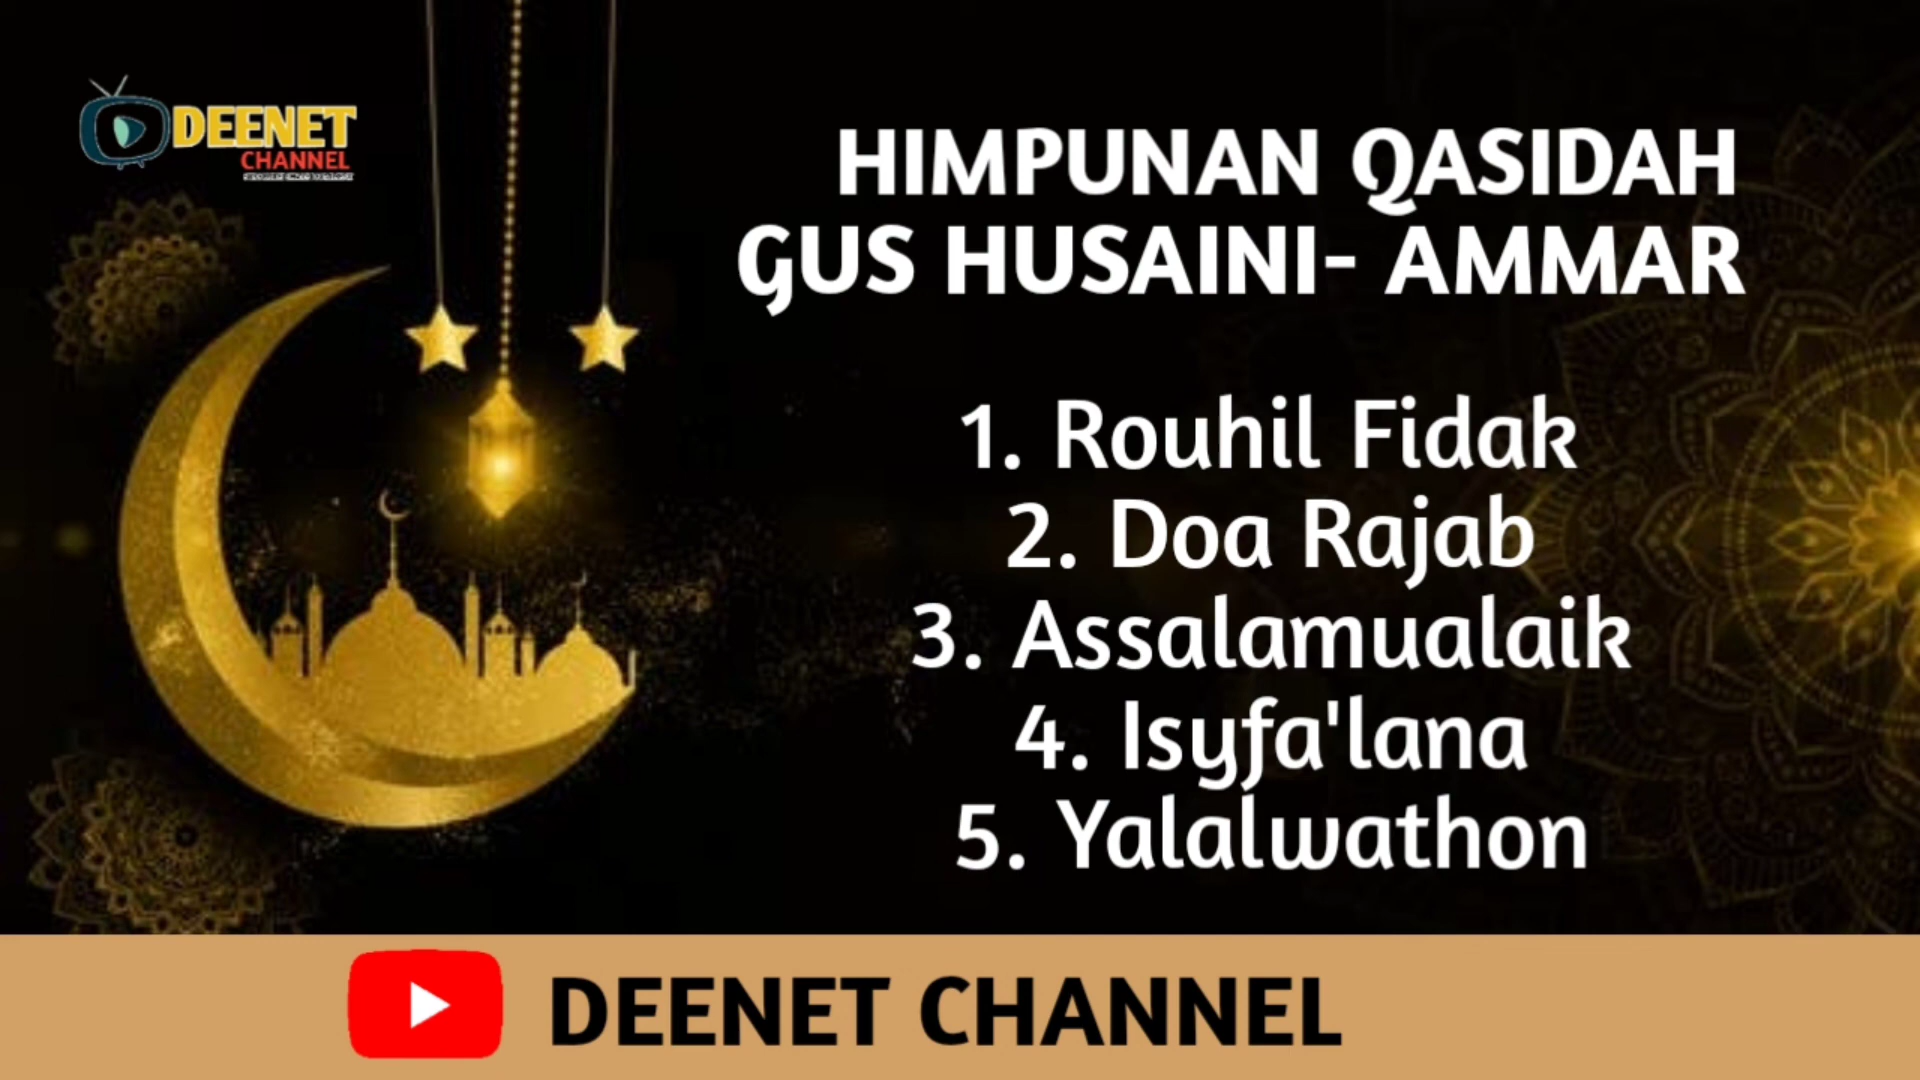 DEENET
CHANNEL
HIMPUNAN QASIDAH
GUS HUSAINI- AMMAR
1. Rouhil Fidak
2. Doa Rajab
3. Assalamualaik
4. Isyfa'lana
5. Yalalwathon
DEENET CHANNEL